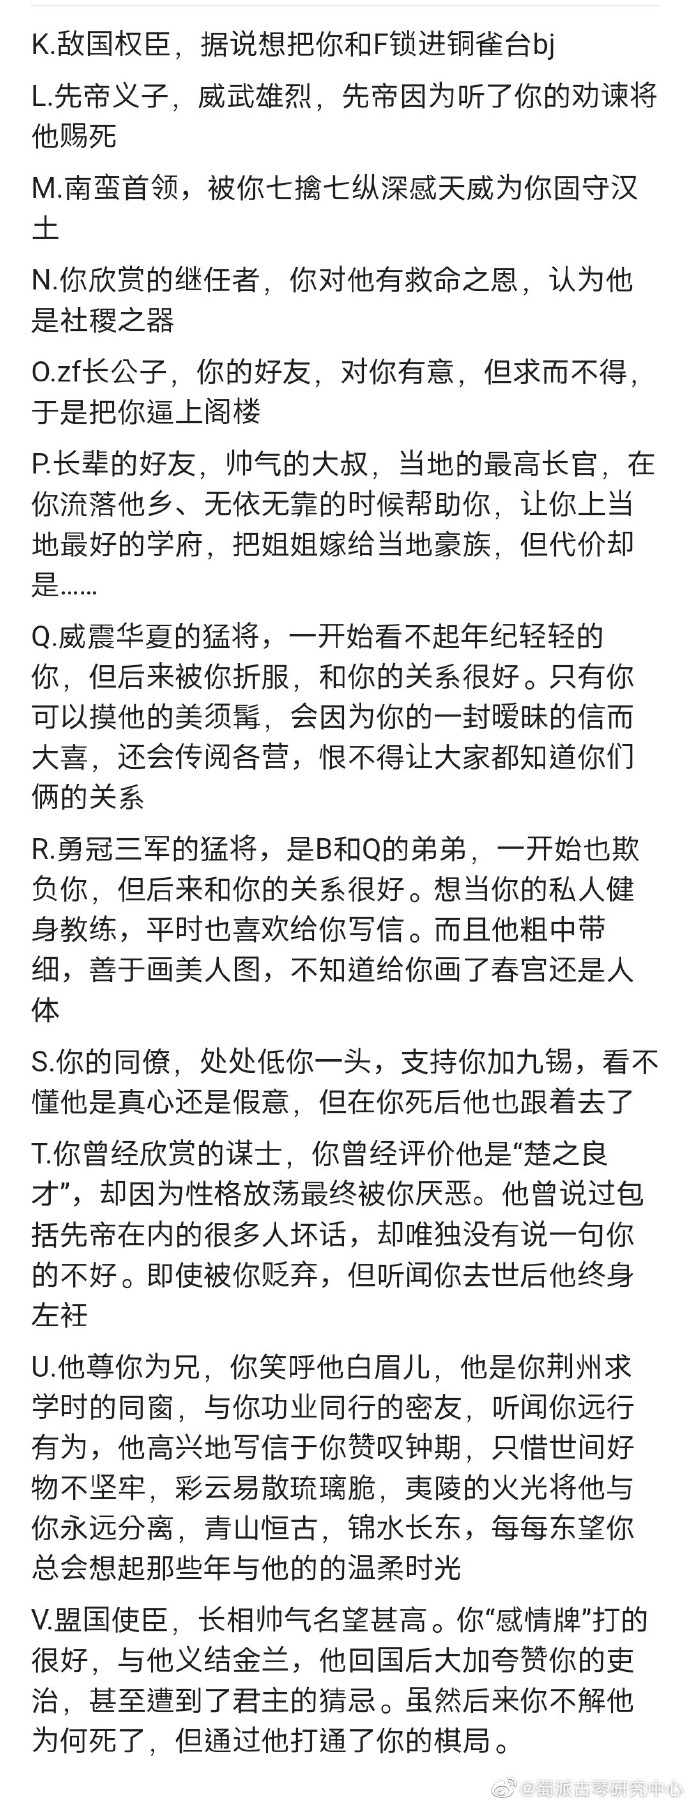 K.敌国权臣，据说想把你和F锁进铜雀台bj
L.先帝义子，威武雄烈，先帝因为听了你的劝谏将
他赐死
M.南蛮首领，被你七擒七纵深感天威为你固守汉
土
N.你欣赏的继任者，你对他有救命之恩，认为他
是社稷之器
O.zf长公子，你的好友，对你有意，但求而不得，
于是把你逼上阁楼
P.长辈的好友，帅气的大叔，当地的最高长官，在
你流落他乡、无依无靠的时候帮助你，让你上当
地最好的学府，把姐姐嫁给当地豪族，但代价却
是......
Q.威震华夏的猛将，一开始看不起年纪轻轻的
你，但后来被你折服，和你的关系很好。只有你
可以摸他的美须髯，会因为你的一封暧昧的信而
大喜，还会传阅各营，恨不得让大家都知道你们
俩的关系
R.勇冠三军的猛将，是B和Q的弟弟，一开始也欺
负你，但后来和你的关系很好。想当你的私人健
身教练，平时也喜欢给你写信。而且他粗中带
细，善于画美人图，不知道给你画了春宫还是人
体
S.你的同僚，处处低你一头，支持你加九锡，看不
懂他是真心还是假意，但在你死后他也跟着去了
T.你曾经欣赏的谋士，你曾经评价他是“楚之良
才”，却因为性格放荡最终被你厌恶。他曾说过包
括先帝在内的很多人坏话，却唯独没有说一句你
的不好。即使被你贬弃，但听闻你去世后他终身
左衽
U.他尊你为兄，你笑呼他白眉儿，他是你荆州求
学时的同窗，与你功业同行的密友，听闻你远行
有为，他高兴地写信于你赞叹钟期，只惜世间好
物不坚牢，彩云易散琉璃脆，夷陵的火光将他与
你永远分离，青山恒古，锦水长东，每每东望你
总会想起那些年与他的的温柔时光
V.盟国使臣，长相帅气名望甚高。你“感情牌”打的
很好，与他义结金兰，他回国后大加夸赞你的吏
治，甚至遭到了君主的猜忌。虽然后来你不解他
为何死了，但通过他打通了你的棋局。
@蜀派古琴研究中心